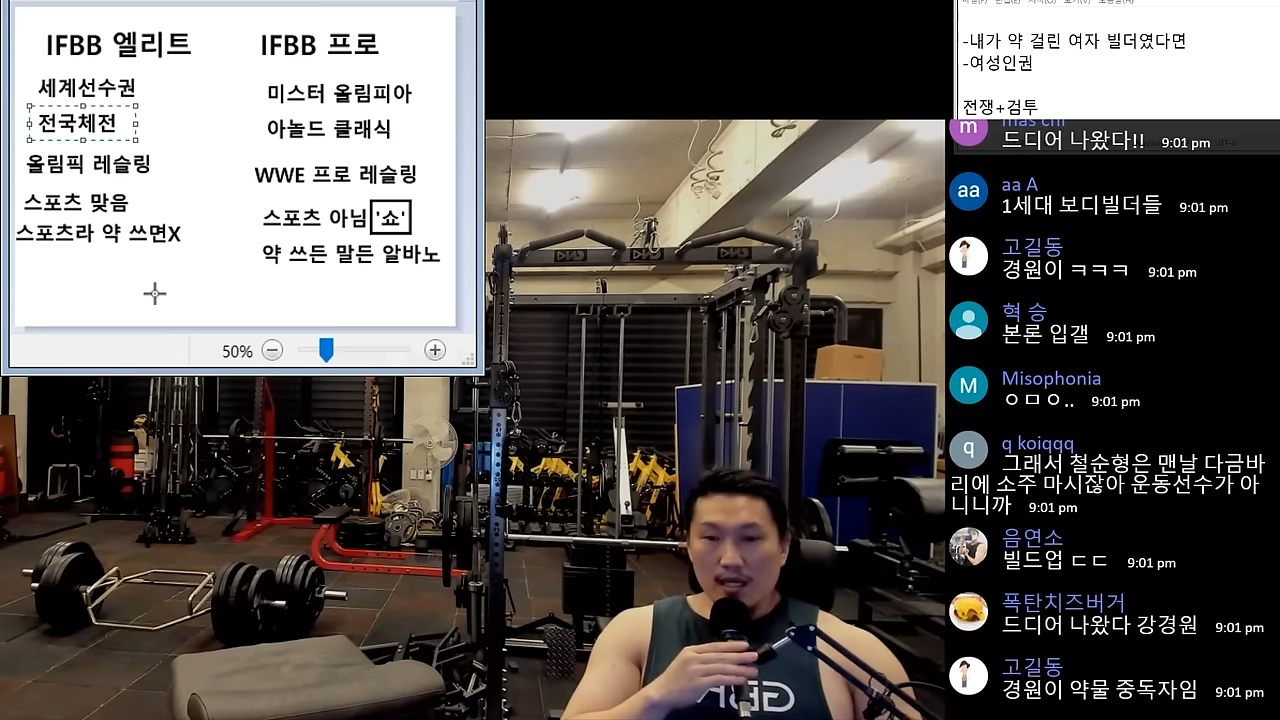 IFBB 엘리트
세계선수권
전국체전
올림픽 레슬링
스포츠 맞음
스포츠라 약 쓰면X
IFBB 프로
미스터 올림피아
아놀드 클래식
WWE 프로 레슬링
스포츠 아님 '쇼'
약 쓰든 말든 알바노
50%
-내가 약 걸린 여자 빌더였다면
-여성인권
전쟁+검투
m
드디어 나왔다!! 9:01 pm
aa
aa A
1세대 보디빌더들 9:01 pm
고길동
경원이 ㅋㅋㅋ 9:01 pm
혁 승
본론 입갤 9:01 pm
M
Misophonia
ㅇㅁㅇ.. 9:01 pm
q
q koiqqq
그래서 철순형은 맨날 다금바
리에 소주 마시잖아 운동선수가 아
니니까 9:01 pm
음연소
빌드업 ㄷㄷ 9:01 pm
폭탄치즈버거
드디어 나왔다 강경원 9:01 pm
고길동
경원이 약물 중독자임 9:01 pm